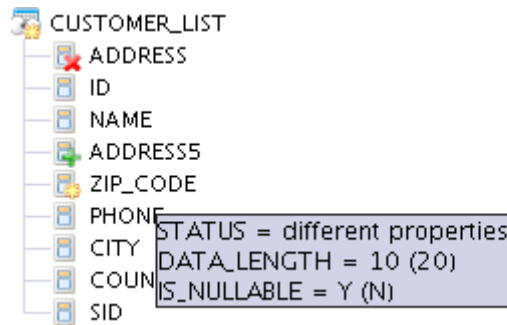 CUSTOMER_LIST
ADDRESS
ID
NAME
ADDRESS5
ZIP_CODE
PHONE
STATUS = different properties
CITY
DATA_LENGTH = 10 (20)
COUN
IS_NULLABLE = Y (N)
SID